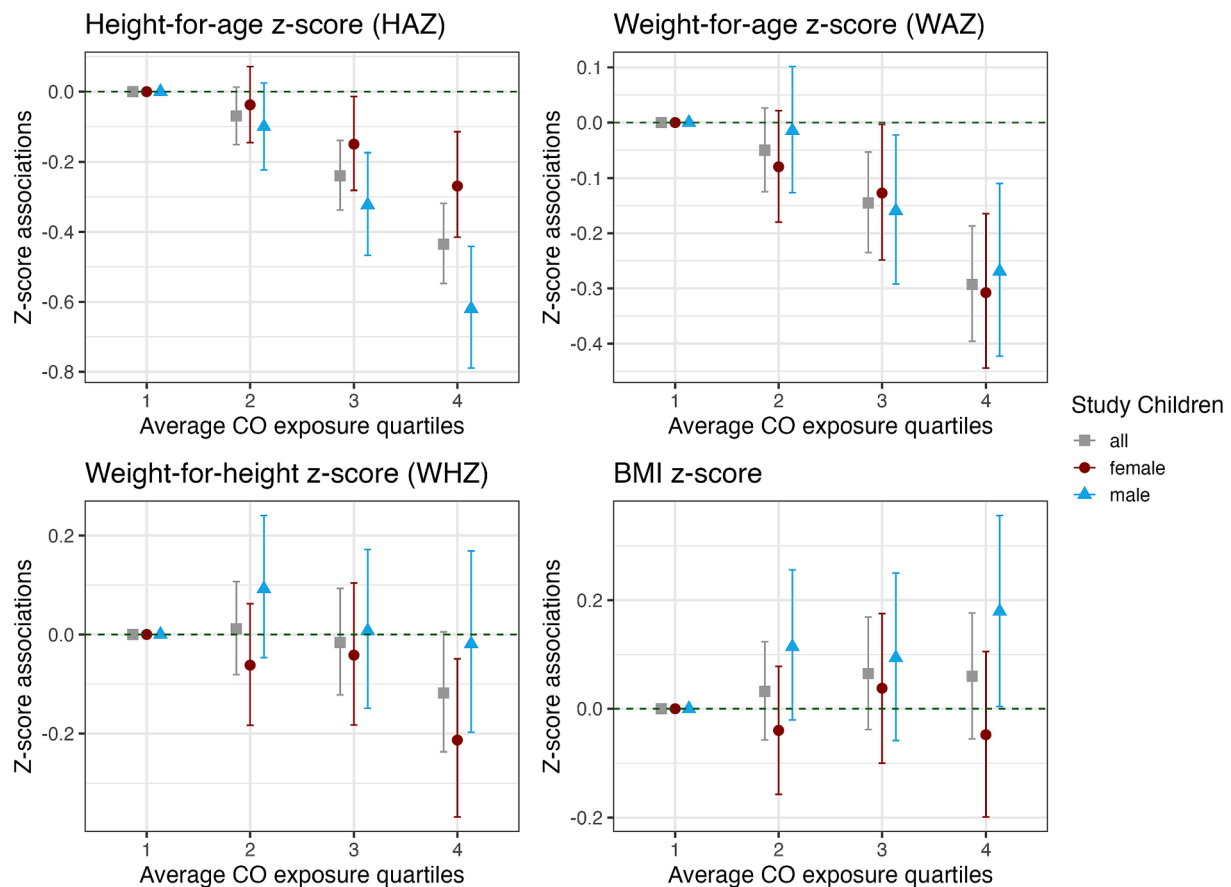 Height-for-age z-score (HAZ)
Z-score associations
0.0
-0.2
-0.4
-0.6
-0.8
1 2 3 4
Average CO exposure quartiles
Weight-for-age z-score (WAZ)
Z-score associations
0.1
0.0
-0.1
-0.2
-0.3
-0.4
1 2 3 4
Average CO exposure quartiles
Weight-for-height z-score (WHZ)
Z-score associations
0.2
0.0
-0.2
1 2 3 4
Average CO exposure quartiles
BMI z-score
Z-score associations
0.2
0.0
-0.2
1 2 3 4
Average CO exposure quartiles
Study Children
all
female
male